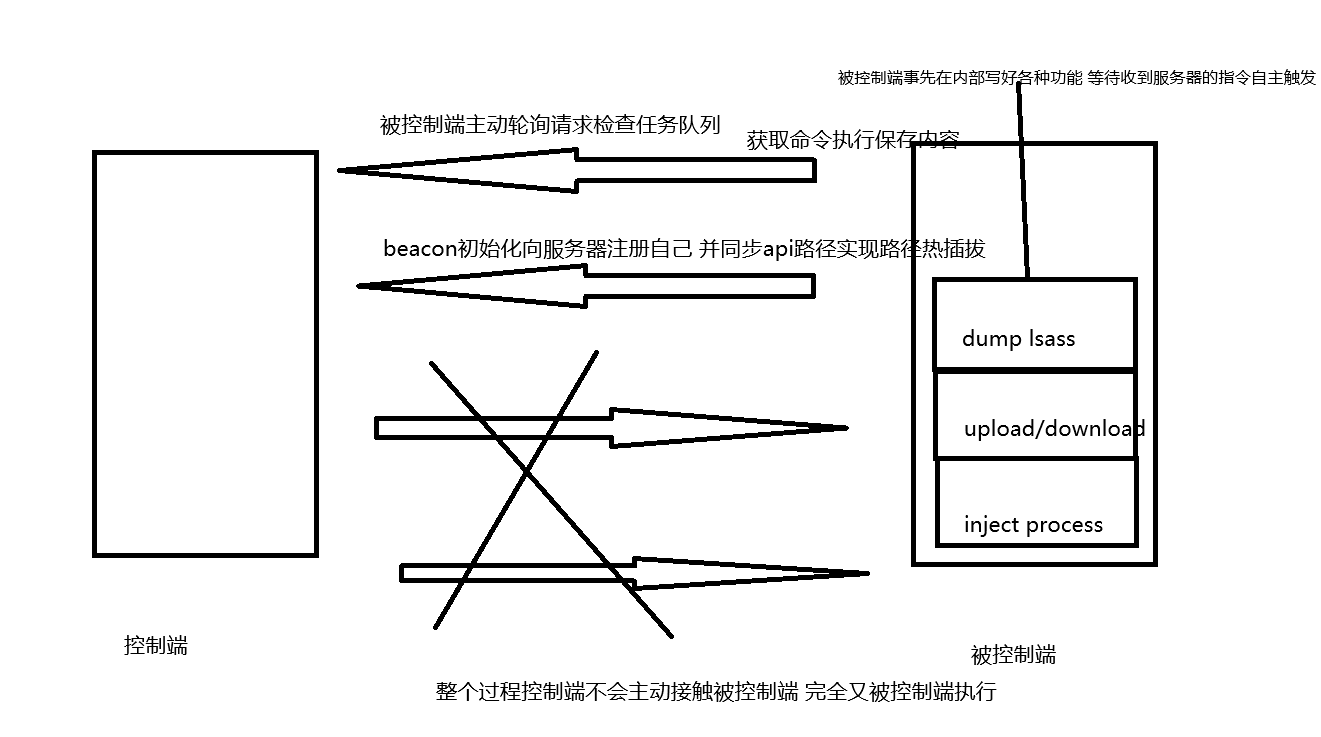 被控制端事先在内部写好各种功能 等待收到服务器的指令自主触发
被控制端主动轮询请求检查任务队列
获取命令执行保存内容
beacon初始化向服务器注册自己 并同步api路径实现路径热插拔
dump lsass
upload/download
inject process
控制端
被控制端
整个过程控制端不会主动接触被控制端 完全又被控制端执行